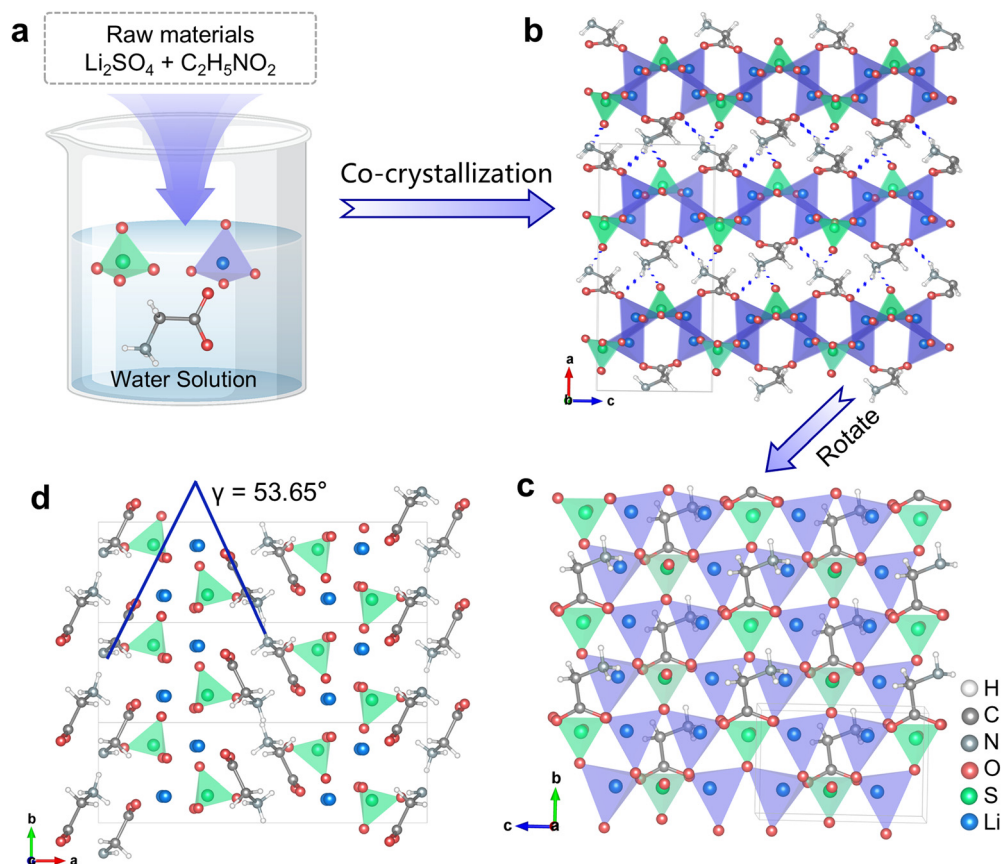 a
Raw materials
Li₂SO₄ + C₂H₅NO₂
Water Solution
Co-crystallization
b
a
b
c
Rotate
d
γ = 53.65°
b
c
a
c
b
c
a
H
C
N
O
S
Li